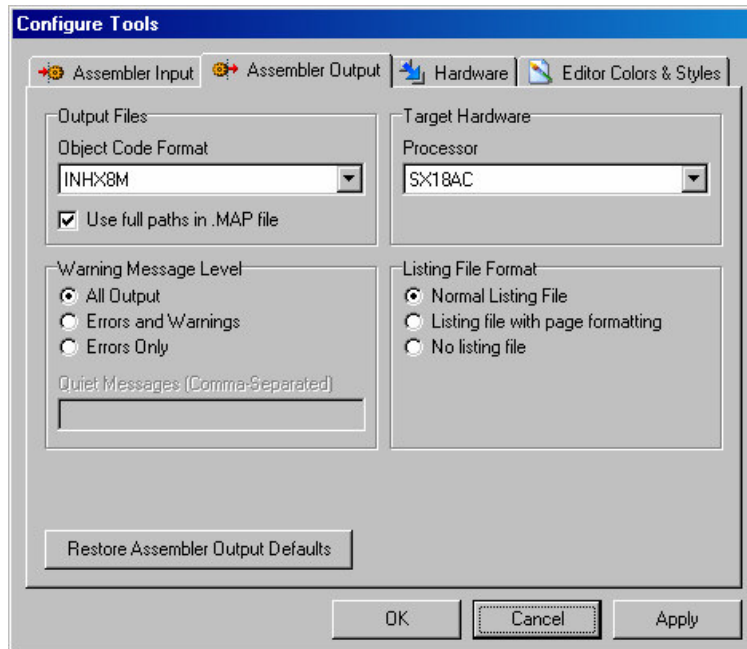 Configure Tools
Assembler Input Assembler Output Hardware Editor Colors & Styles
Output Files
Object Code Format
INHX8M
Use full paths in .MAP file
Target Hardware
Processor
SX18AC
Warning Message Level
All Output
Errors and Warnings
Errors Only
Quiet Messages (Comma-Separated)
Listing File Format
Normal Listing File
Listing file with page formatting
No listing file
Restore Assembler Output Defaults
OK Cancel Apply